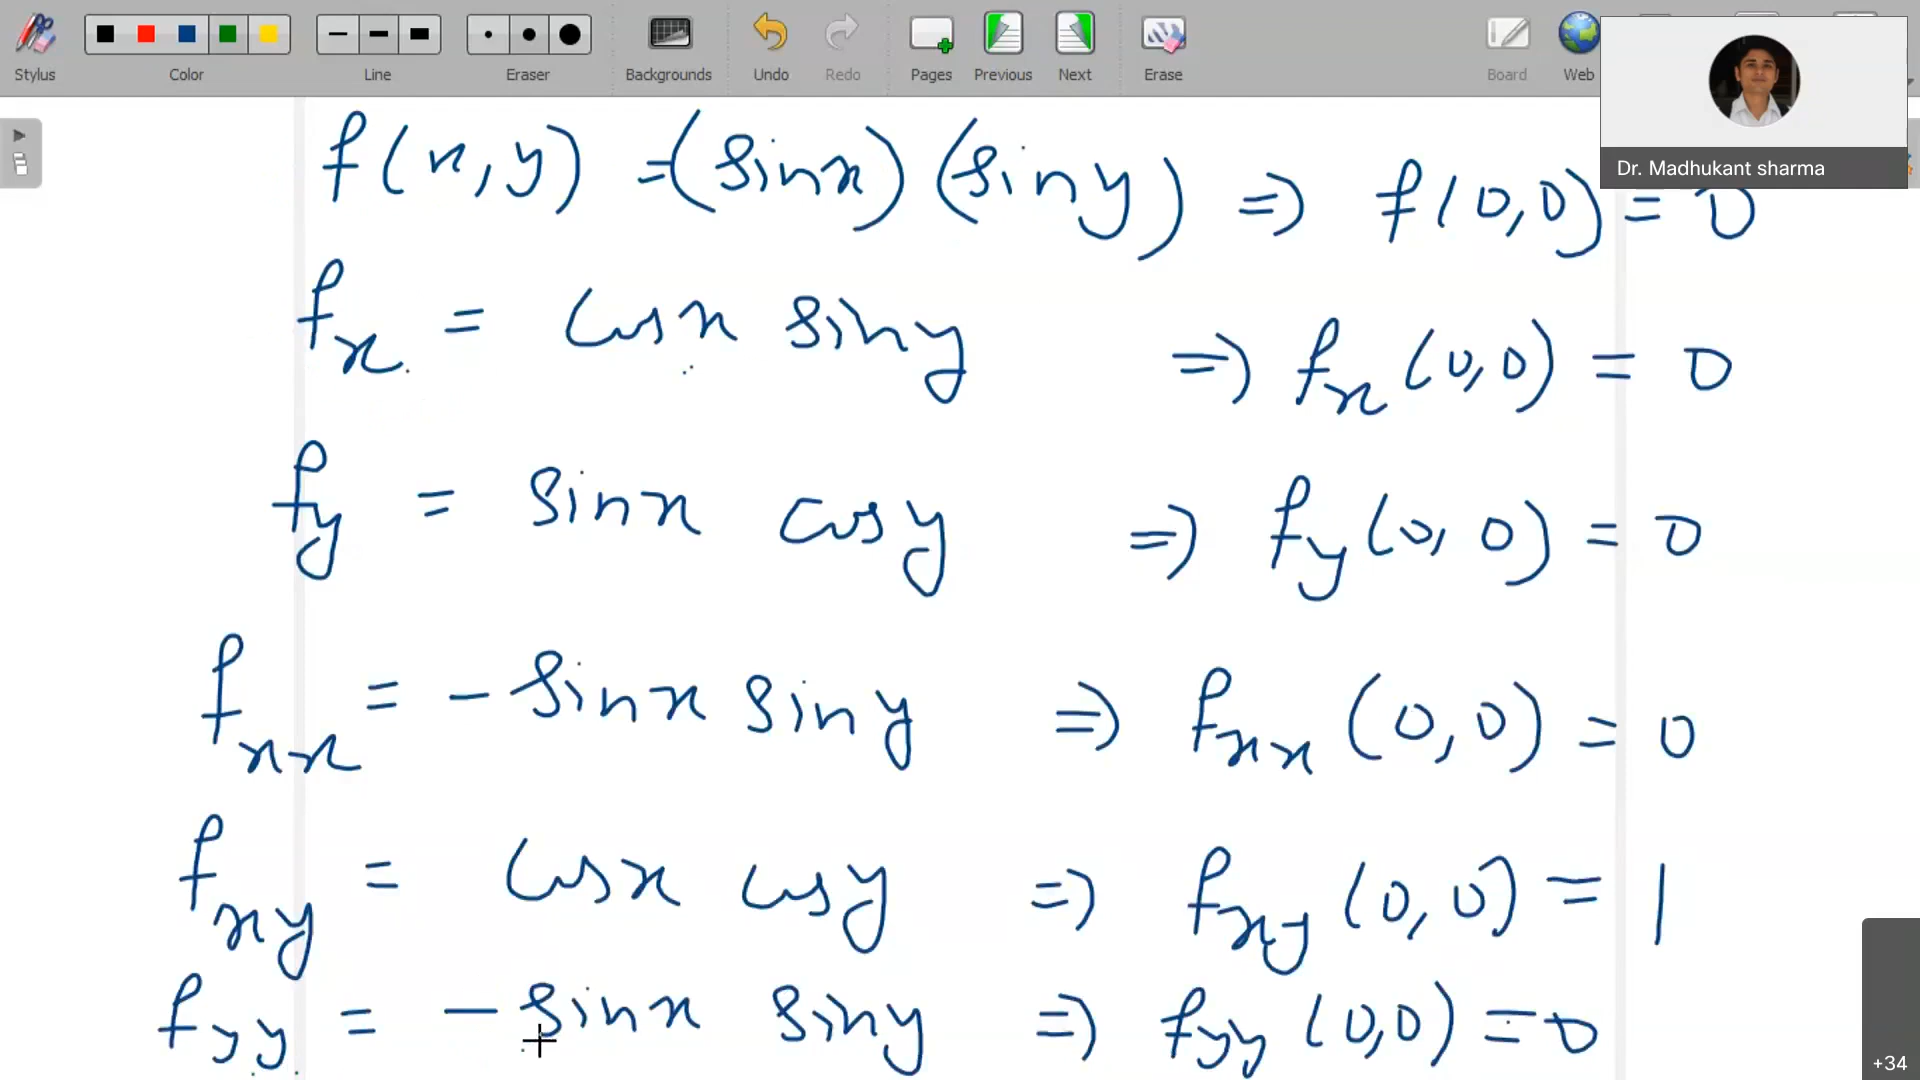 Stylus Color Line Eraser Backgrounds Undo Redo Pages Previous Next Erase Board Web
Dr. Madhukant sharma
f(x,y) = (sinx) (siny) => f(0,0) = 0
fx = cosx siny => fx(0,0) = 0
fy = sinx cosy => fy(0,0) = 0
fxx = - sinx siny => fxx(0,0) = 0
fxy = cosx cosy => fxy(0,0) = 1
fyy = - sinx siny => fyy(0,0) = 0
+34